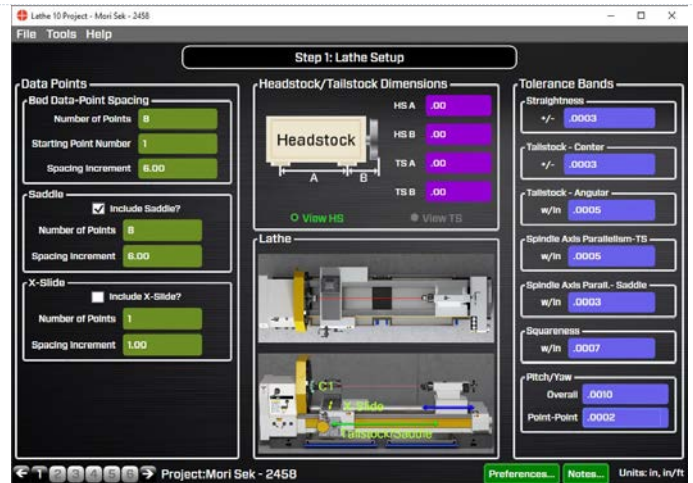 Lathe 10 Project - Mori Sek - 2458
File Tools Help
Step 1: Lathe Setup
Data Points
Bed Data-Point Spacing
Number of Points 8
Starting Point Number 1
Spacing Increment 6.00
Saddle
Include Saddle?
Number of Points 8
Spacing Increment 6.00
X-Slide
Include X-Slide?
Number of Points 1
Spacing Increment 1.00
Headstock/Tailstock Dimensions
Headstock
A
B
HS A .00
HS B .00
TS A .00
TS B .00
View HS
View TS
Lathe
C1
X-Slide
Tailstock/Saddle
Tolerance Bands
Straightness
+/- .0003
Tailstock - Center
+/- .0003
Tailstock - Angular
w/in .0005
Spindle Axis Parallelism-TS
w/in .0005
Spindle Axis Parall.- Saddle
w/in .0003
Squareness
w/in .0007
Pitch/Yaw
Overall .0010
Point-Point .0002
1 2 3 4 5 6
Project:Mori Sek - 2458
Preferences... Notes... Units: in, in/ft